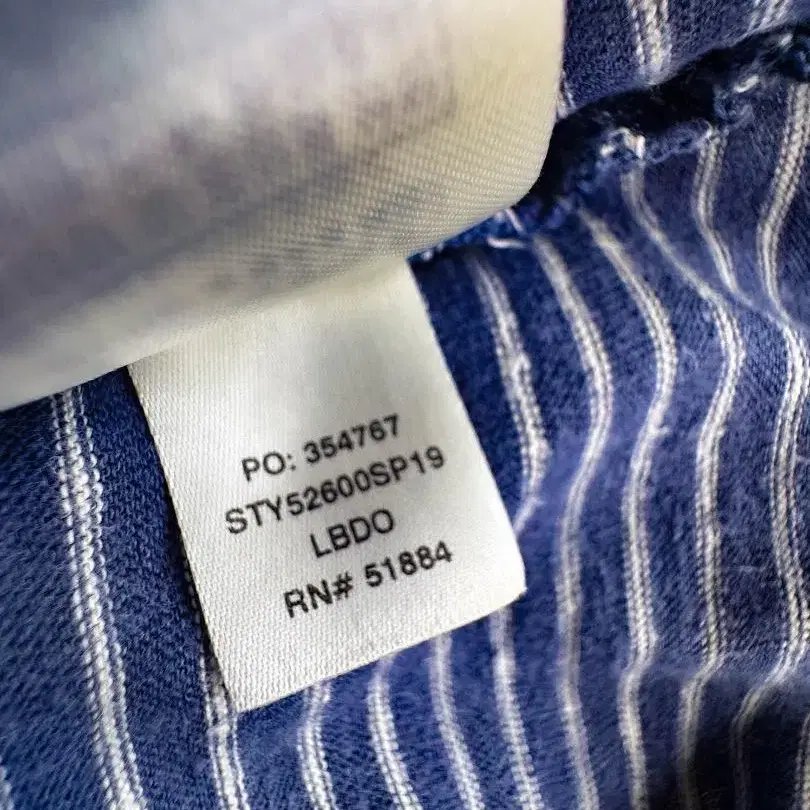 PO: 354767
STY52600SP19
LBDO
RN# 51884